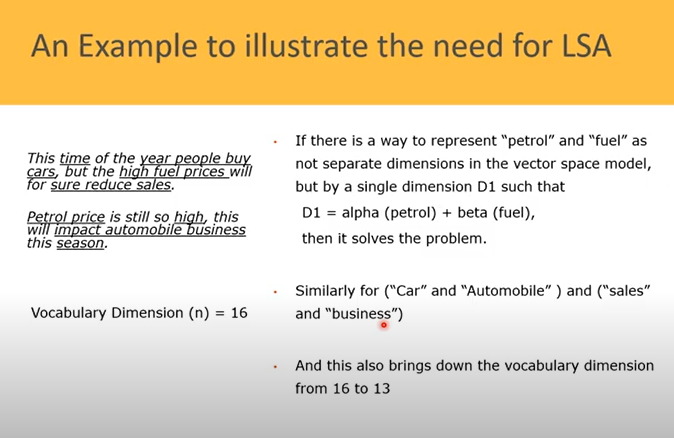 An Example to illustrate the need for LSA
This time of the year people buy
cars, but the high fuel prices will
for sure reduce sales.
Petrol price is still so high, this
will impact automobile business
this season.
Vocabulary Dimension (n) = 16
· If there is a way to represent “petrol” and “fuel” as
not separate dimensions in the vector space model,
but by a single dimension D1 such that
D1 = alpha (petrol) + beta (fuel),
then it solves the problem.
· Similarly for (“Car” and “Automobile” ) and (“sales”
and “business”)
· And this also brings down the vocabulary dimension
from 16 to 13